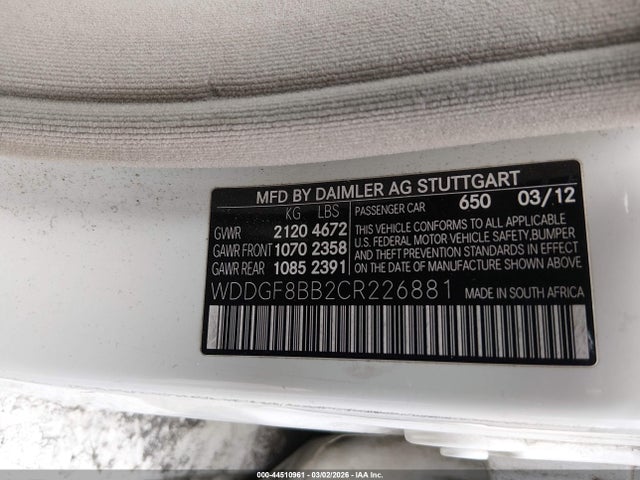 MFD BY DAIMLER AG STUTTGART
KG LBS PASSENGER CAR 650 03/12
GVWR 2120 4672
GAWR FRONT 1070 2358
GAWR REAR 1085 2391
THIS VEHICLE CONFORMS TO ALL APPLICABLE
U.S. FEDERAL MOTOR VEHICLE SAFETY, BUMPER
AND THEFT PREVENTION STANDARDS IN EFFECT
ON THE DATE OF MANUFACTURE SHOWN ABOVE.
WDDGF8BB2CR226881 MADE IN SOUTH AFRICA
000-44510961 - 03/02/2026 - IAAI, Inc.